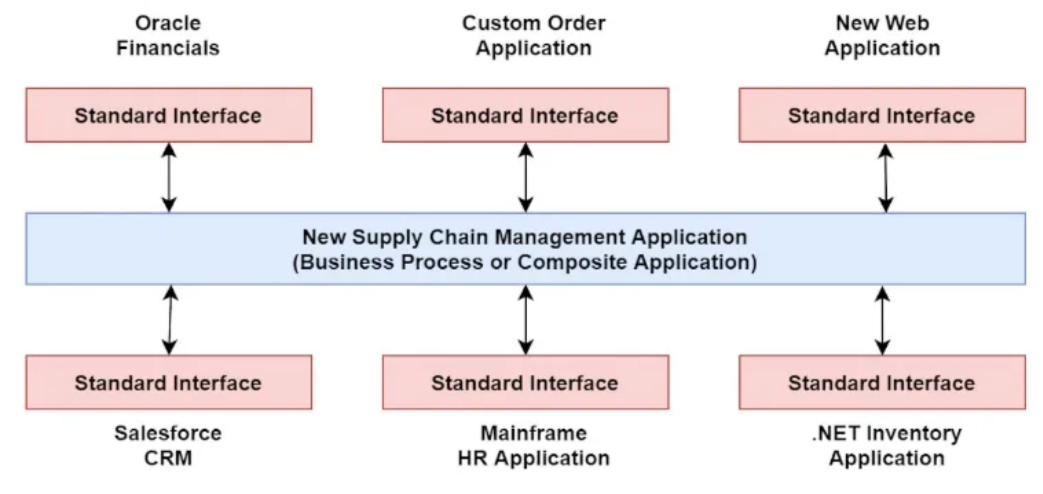 Oracle
Financials
Custom Order
Application
New Web
Application
Standard Interface
Standard Interface
Standard Interface
New Supply Chain Management Application
(Business Process or Composite Application)
Standard Interface
Standard Interface
Standard Interface
Salesforce
CRM
Mainframe
HR Application
.NET Inventory
Application